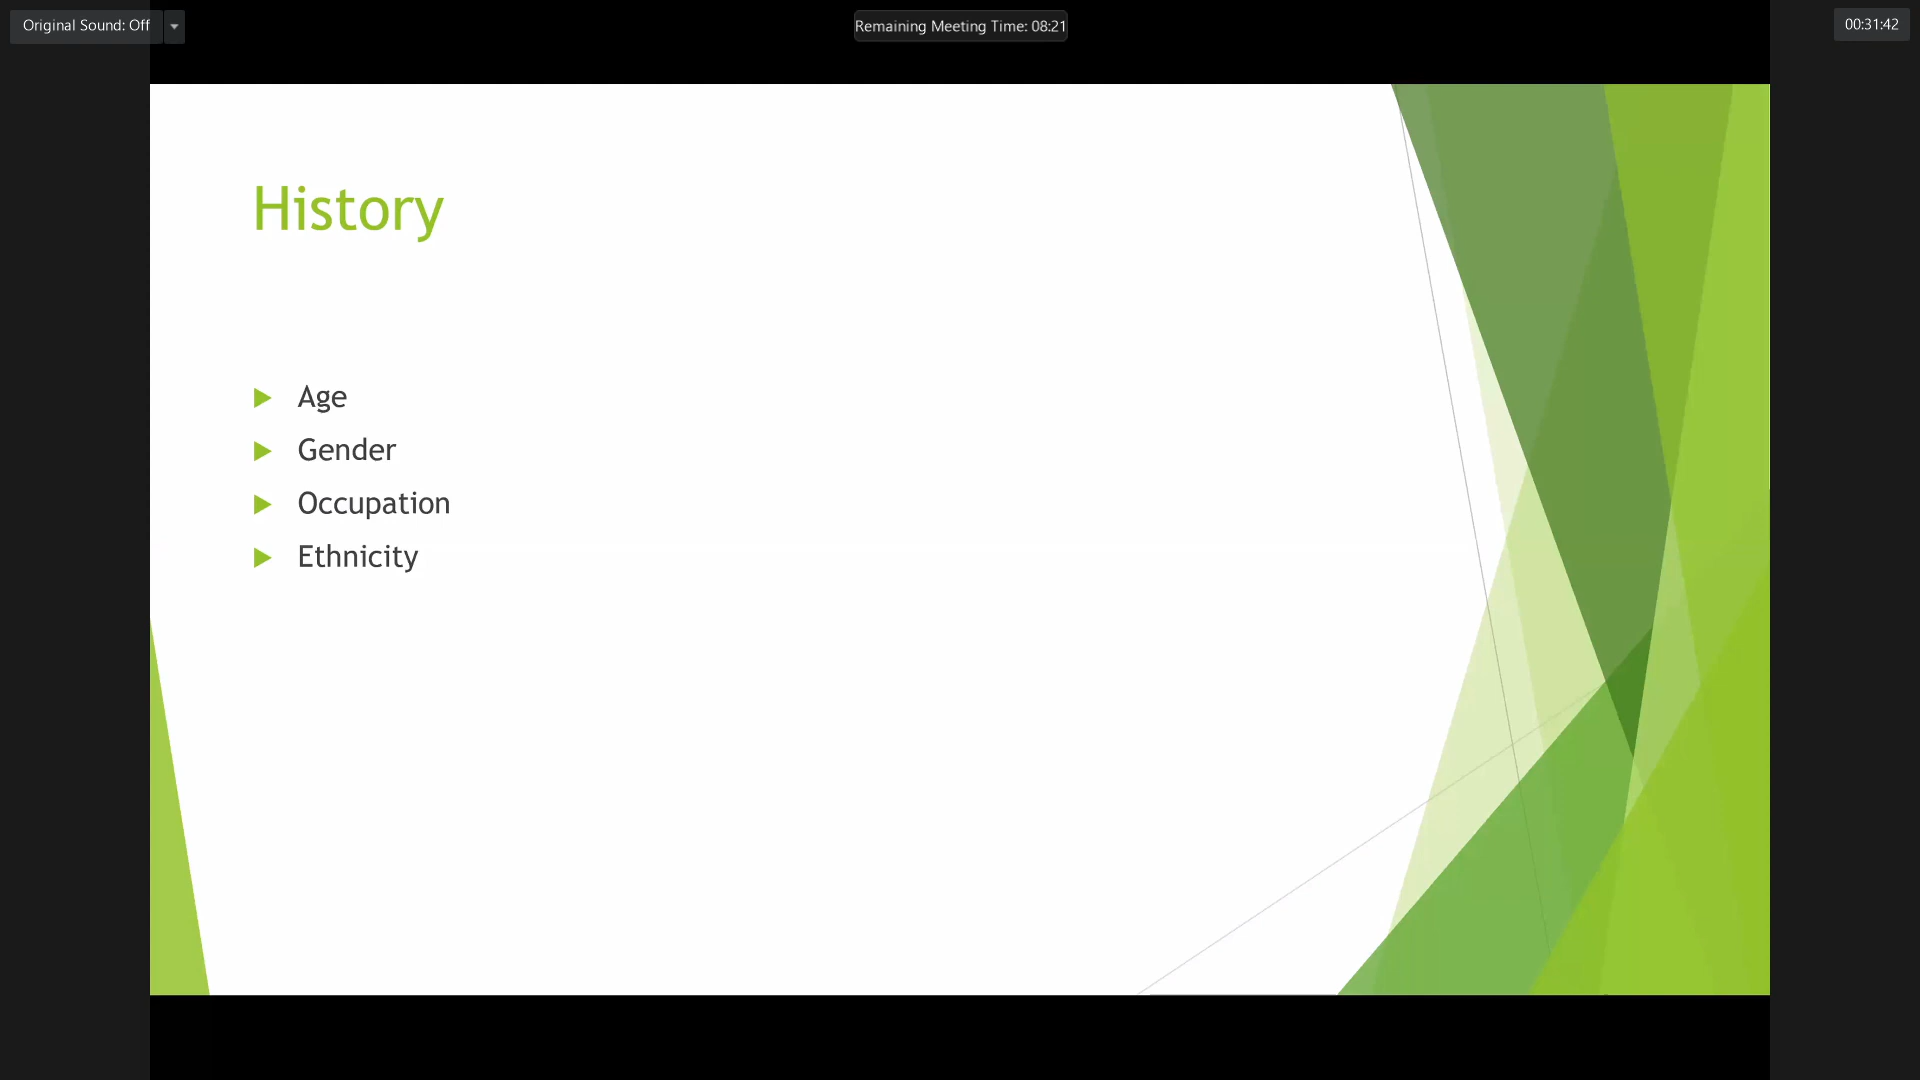 Original Sound: Off
Remaining Meeting Time: 08:21
00:31:42
History
Age
Gender
Occupation
Ethnicity